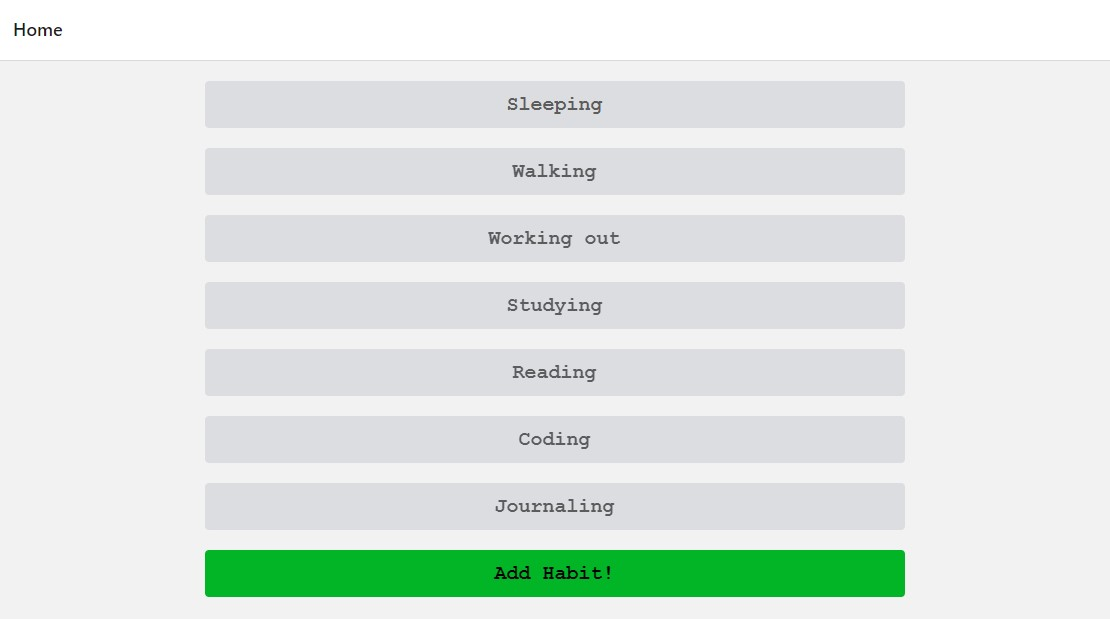 Home
Sleeping
Walking
Working out
Studying
Reading
Coding
Journaling
Add Habit!